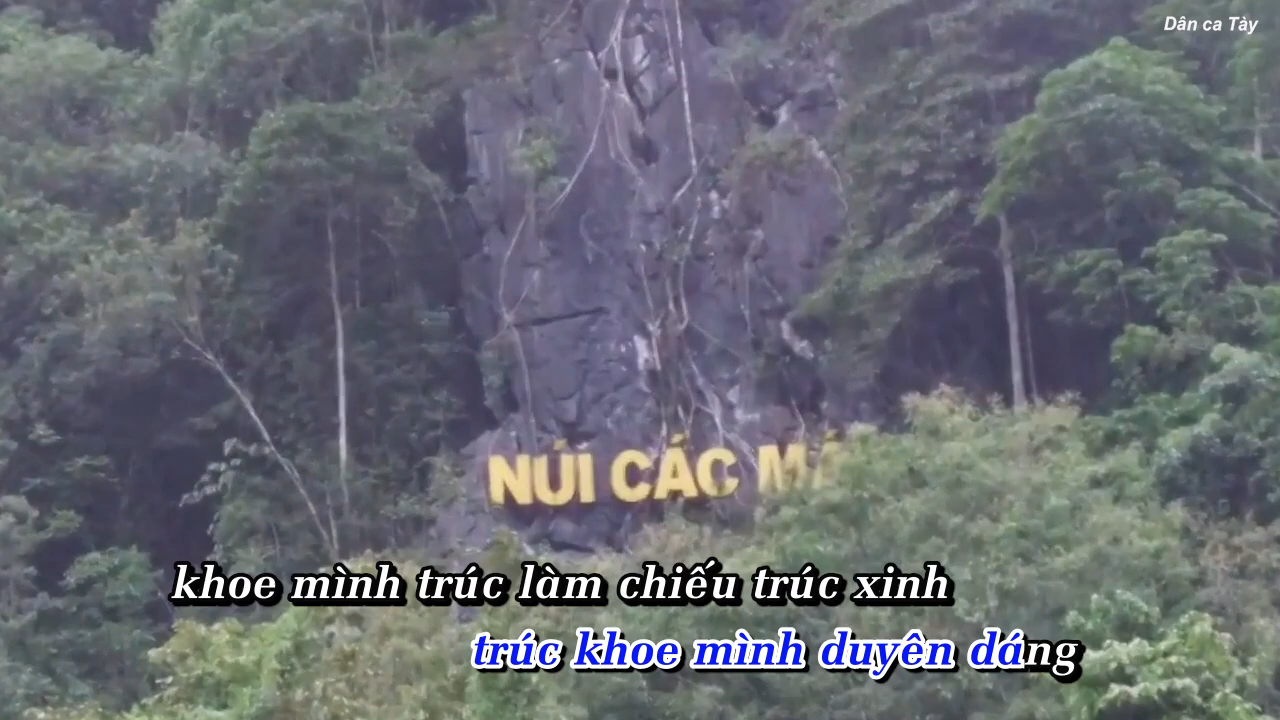 Dân ca Tày
NÚI CÁC
khoe mình trúc làm chiếu trúc xinh
trúc khoe mình duyên dáng